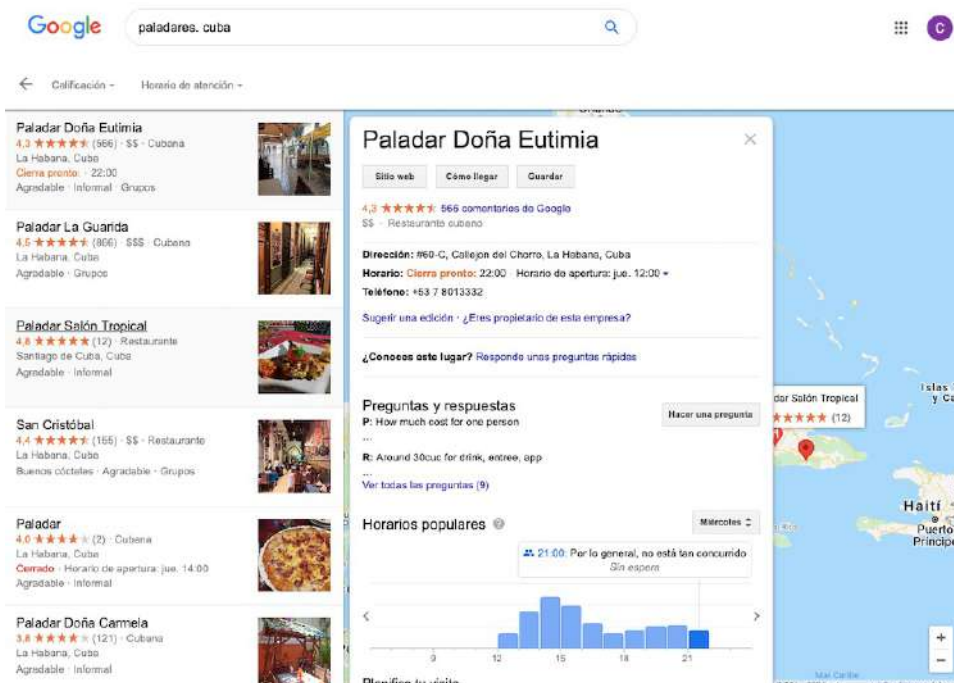 Google
paladares. cuba
C
Calificación
Horario de atención
Paladar Doña Eutimia
4,3 ★★★★★ (566) · $$ · Cubana
La Habana, Cuba
Cierra pronto: · 22:00
Agradable · Informal · Grupos
Paladar La Guarida
4,5 ★★★★★ (866) · $$$ · Cubana
La Habana, Cuba
Agradable · Grupos
Paladar Salón Tropical
4,8 ★★★★★ (12) · Restaurante
Santiago de Cuba, Cuba
Agradable · Informal
San Cristóbal
4,4 ★★★★★ (155) · $$ · Restaurante
La Habana, Cuba
Buenos cócteles · Agradable · Grupos
Paladar
4,0 ★★★★★ (2) · Cubana
La Habana, Cuba
Cerrado · Horario de apertura: jue. 14:00
Agradable · Informal
Paladar Doña Carmela
3,8 ★★★★★ (121) · Cubana
La Habana, Cuba
Agradable · Informal
Paladar Doña Eutimia
Sitio web Cómo llegar Guardar
4,3 ★★★★★ 566 comentarios de Google
$$ · Restaurante cubano
Dirección: #60-C, Callejon del Chorro, La Habana, Cuba
Horario: Cierra pronto: 22:00 · Horario de apertura: jue. 12:00
Teléfono: +53 7 8013332
Sugerir una edición · ¿Eres propietario de esta empresa?
¿Conoces este lugar? Responde unas preguntas rápidas
Preguntas y respuestas
Hacer una pregunta
P: How much cost for one person
...
R: Around 30cuc for drink, entree, app
...
Ver todas las preguntas (9)
Horarios populares
Miércoles
21:00: Por lo general, no está tan concurrido
Sin espera
9 12 15 18 21
Planifica tu visita
dar Salón Tropical
★★★★★ (12)
Islas
y Ca
Haití
Puerto
Príncipe
Mar Caribe
+
−